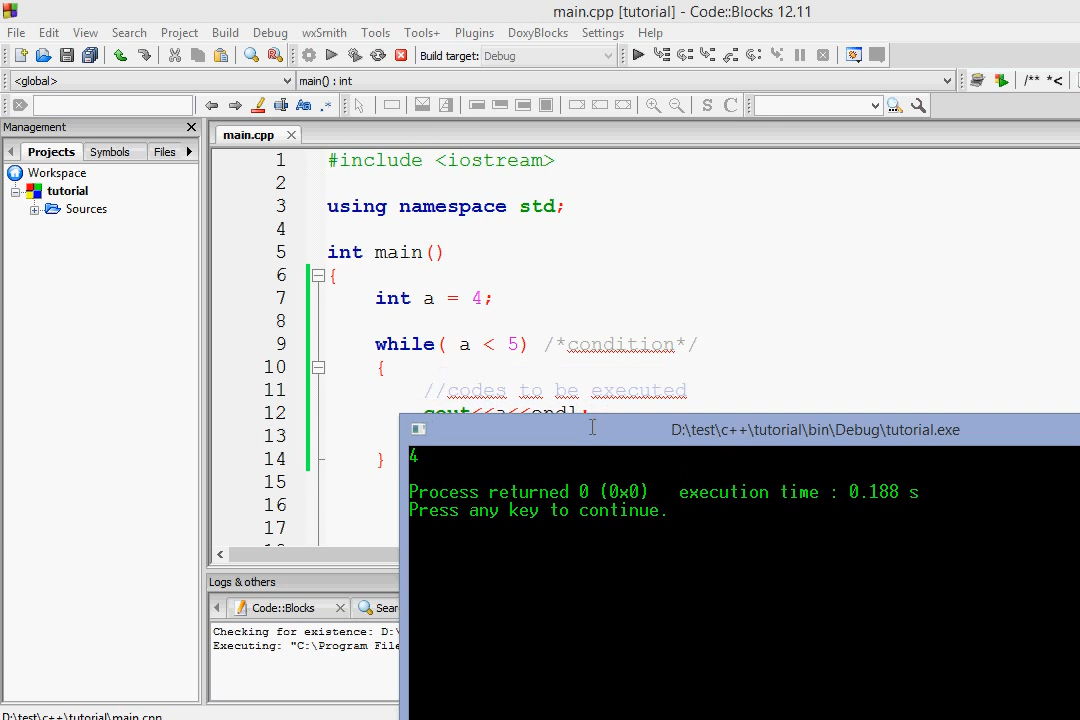 main.cpp [tutorial] - Code::Blocks 12.11
File Edit View Search Project Build Debug wxSmith Tools Tools+ Plugins DoxyBlocks Settings Help
Build target: Debug
<global> main() : int /** *<
Aa .* S C
Management
Projects Symbols Files
main.cpp
Workspace
tutorial
Sources
1 #include <iostream>
2
3 using namespace std;
4
5 int main()
6 {
7 int a = 4;
8
9 while( a < 5) /*condition*/
10 {
11 //codes to be executed
12 cout<<a<<endl;
13
14 }
15
16
17
D:\test\c++\tutorial\bin\Debug\tutorial.exe
4
Process returned 0 (0x0) execution time : 0.188 s
Press any key to continue.
Logs & others
Code::Blocks Sear
Checking for existence: D:\
Executing: "C:\Program File
D:\test\c++\tutorial\main.cpp